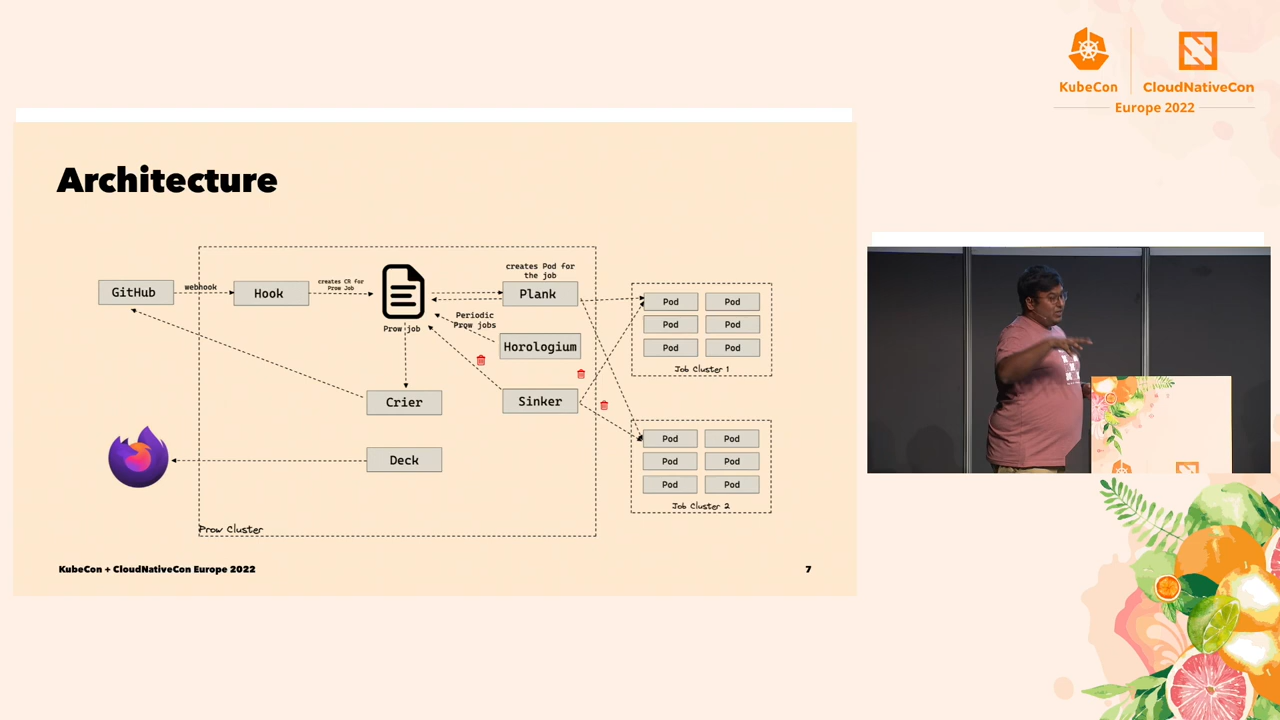 KubeCon
CloudNativeCon
Europe 2022
Architecture
creates Pod for
the job
GitHub
webhook
Hook
creates CR for
Prow Job
Prow job
Plank
Periodic
Prow jobs
Horologium
Crier
Sinker
Deck
Prow Cluster
Pod Pod
Pod Pod
Pod Pod
Job Cluster 1
Pod Pod
Pod Pod
Pod Pod
Job Cluster 2
KubeCon + CloudNativeCon Europe 2022
7